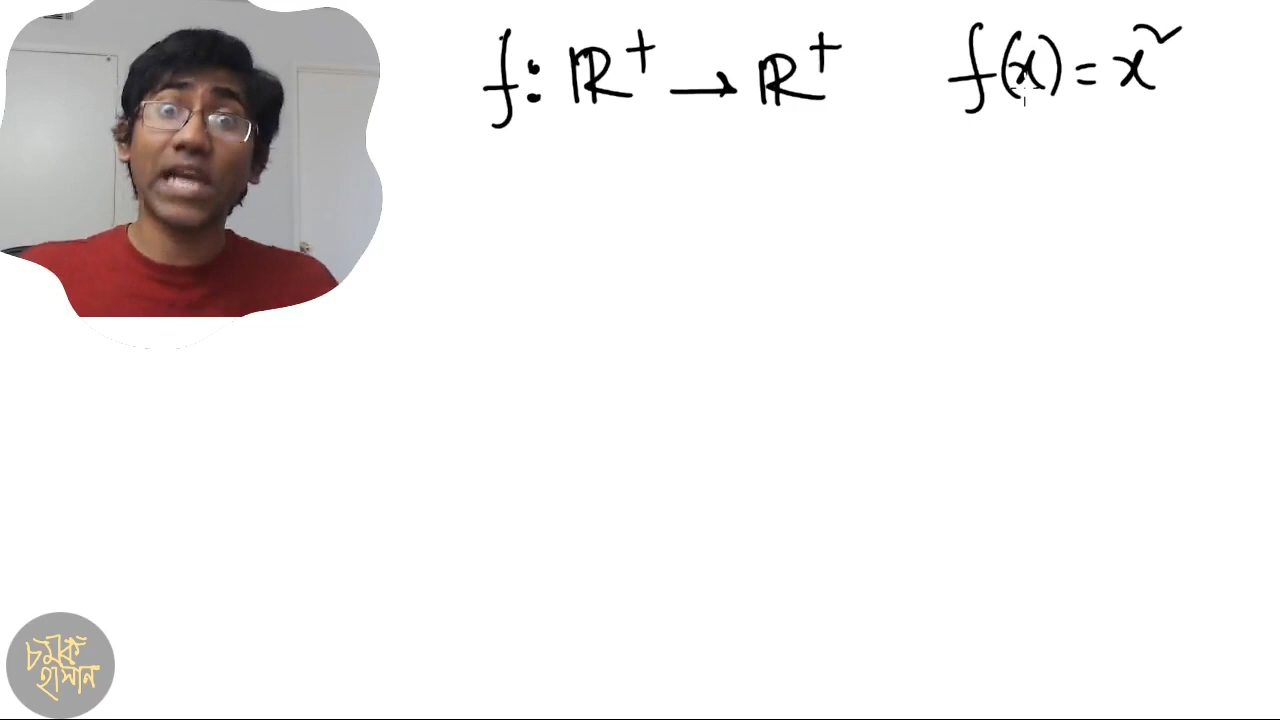 f: ℝ⁺ → ℝ⁺ f(x) = x²
চমক
হাসান